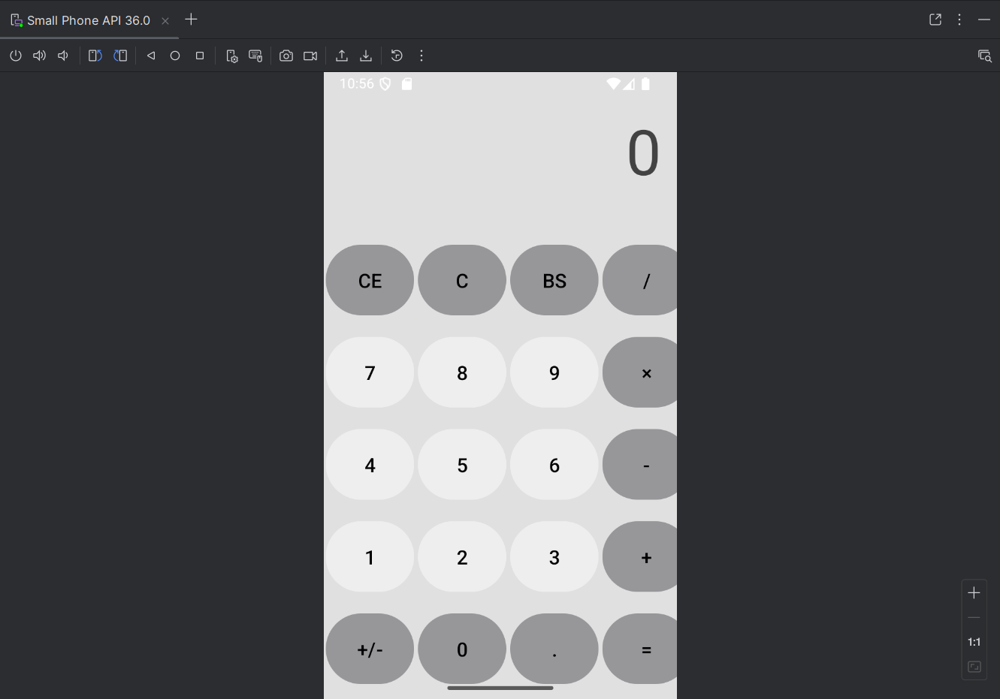 Small Phone API 36.0
10:56
0
CE C BS /
7 8 9 ×
4 5 6 -
1 2 3 +
+/- 0 . =
1:1